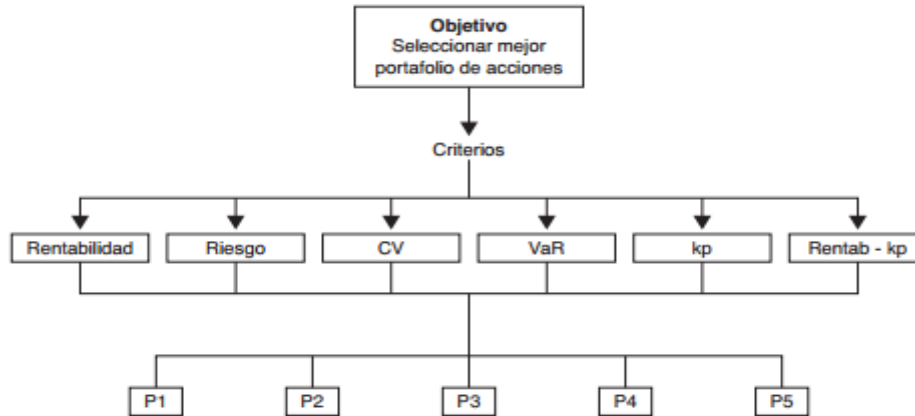 Objetivo
Seleccionar mejor
portafolio de acciones
Criterios
Rentabilidad
Riesgo
CV
VaR
kp
Rentab - kp
P1
P2
P3
P4
P5